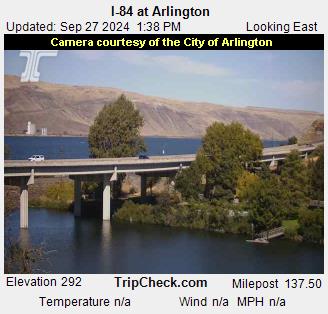 I-84 at Arlington
Updated: Sep 27 2024 1:38 PM Looking East
Camera courtesy of the City of Arlington
Elevation 292 TripCheck.com Milepost 137.50
Temperature n/a Wind n/a MPH n/a